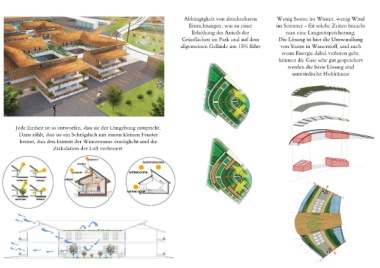 Abhängigkeit von absehenbaren
Einrichtungen, was zu einer
Erhöhung des Anteils der
Grünflächen im Park und auf dem
allgemeinen Gelände um 15% führt
Wenig Sonne im Winter, wenig Wind
im Sommer - für solche Zeiten braucht
man eine Langzeitspeicherung.
Die Lösung ist hier die Umwandlung
von Strom in Wasserstoff, und auch
wenn Energie dabei verloren geht,
können die Gase sehr gut gespeichert
werden die beste Lösung sind
unterirdische Hohlräume
Jede Einheit ist so entworfen, dass sie der Umgebung entspricht.
Dazu zählt, das sie ein Schrägdach mit einem kleinen Fenster
besitzt, das den Eintritt der Wintersonne ermöglicht und die
Zirkulation der Luft verbessert